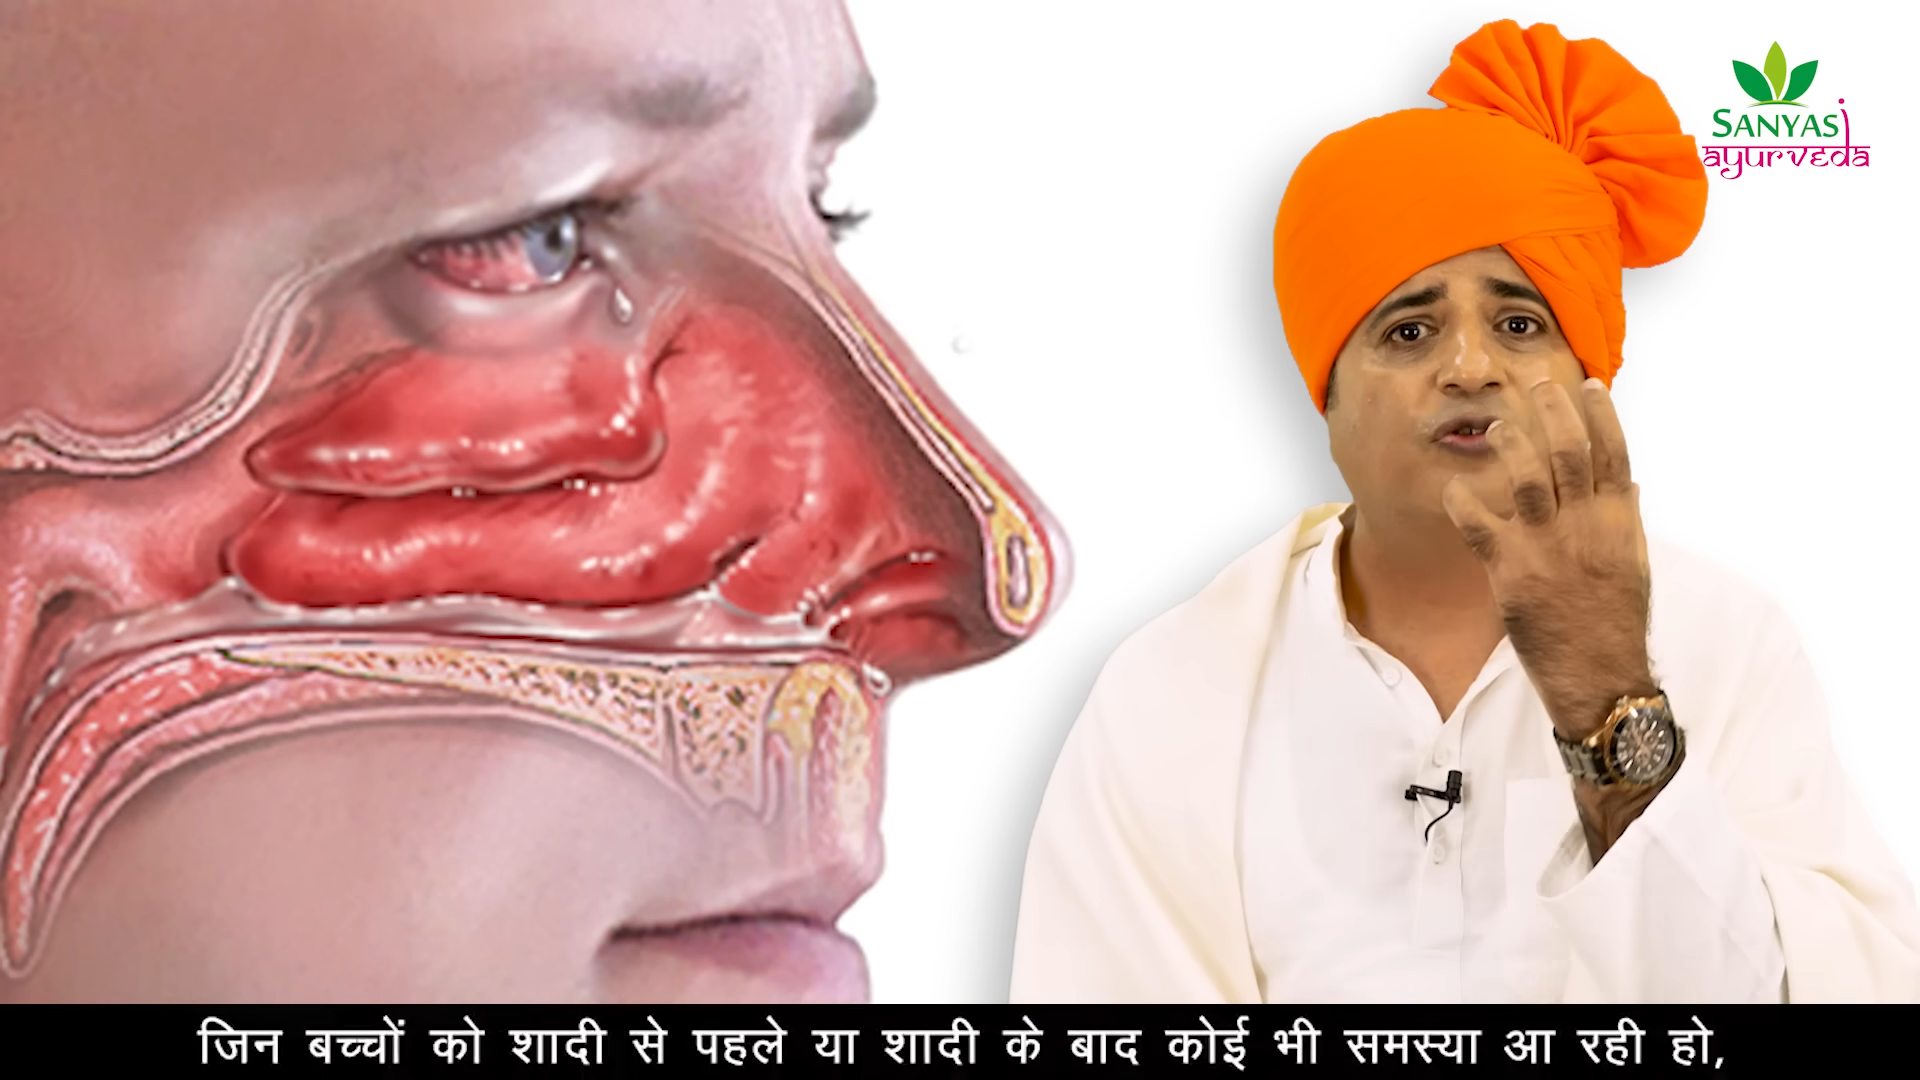 SANYASI
ayurveda
जिन बच्चों को शादी से पहले या शादी के बाद कोई भी समस्या आ रही हो,